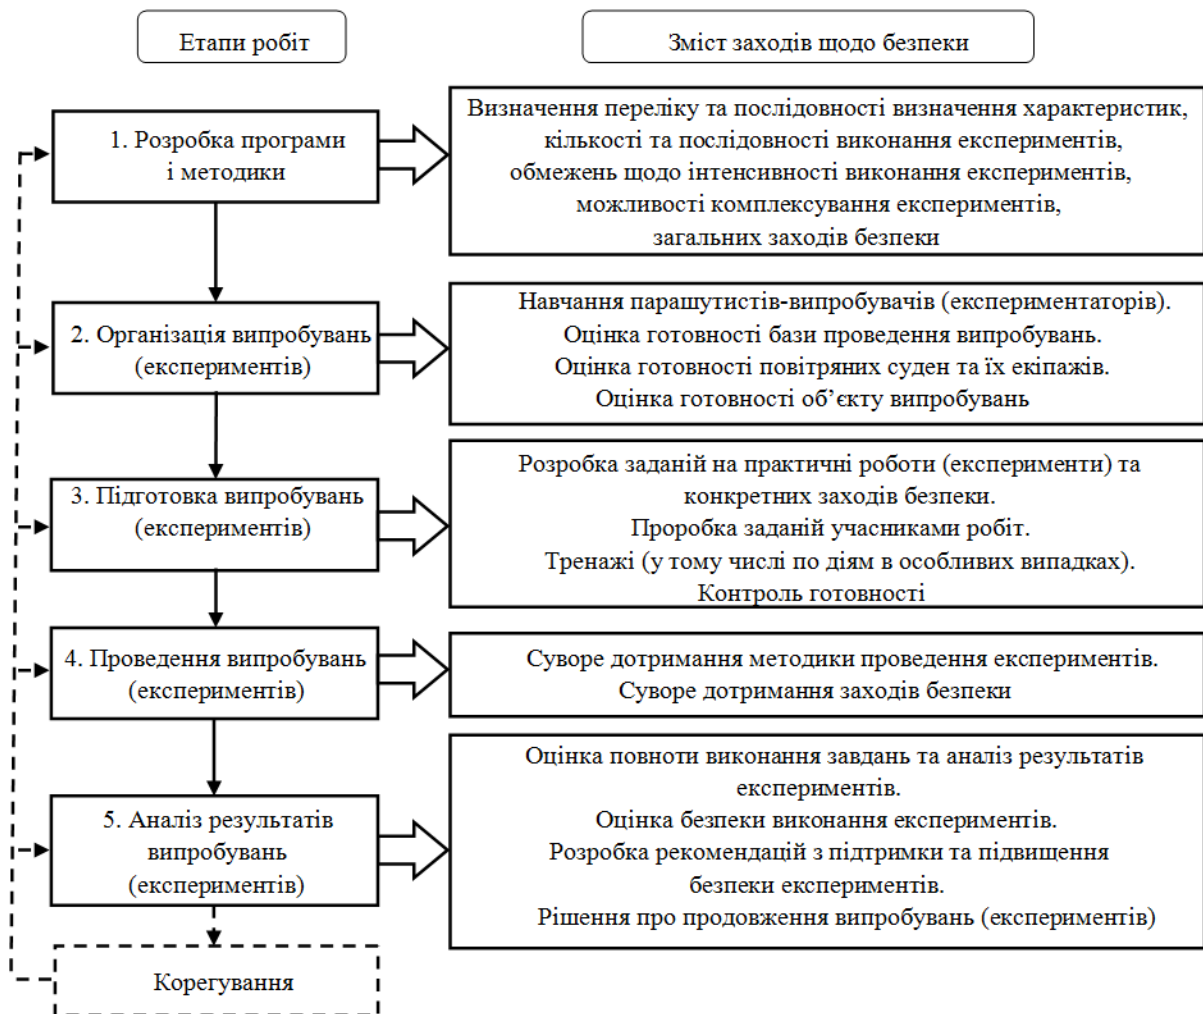 Етапи робіт
Зміст заходів щодо безпеки
1. Розробка програми
і методики
Визначення переліку та послідовності визначення характеристик,
кількості та послідовності виконання експериментів,
обмежень щодо інтенсивності виконання експериментів,
можливості комплексування експериментів,
загальних заходів безпеки
2. Організація випробувань
(експериментів)
Навчання парашутистів-випробувачів (експериментаторів).
Оцінка готовності бази проведення випробувань.
Оцінка готовності повітряних суден та їх екіпажів.
Оцінка готовності об’єкту випробувань
3. Підготовка випробувань
(експериментів)
Розробка заданій на практичні роботи (експерименти) та
конкретних заходів безпеки.
Проробка заданій учасниками робіт.
Тренажі (у тому числі по діям в особливих випадках).
Контроль готовності
4. Проведення випробувань
(експериментів)
Суворе дотримання методики проведення експериментів.
Суворе дотримання заходів безпеки
5. Аналіз результатів
випробувань
(експериментів)
Оцінка повноти виконання завдань та аналіз результатів
експериментів.
Оцінка безпеки виконання експериментів.
Розробка рекомендацій з підтримки та підвищення
безпеки експериментів.
Рішення про продовження випробувань (експериментів)
Корегування